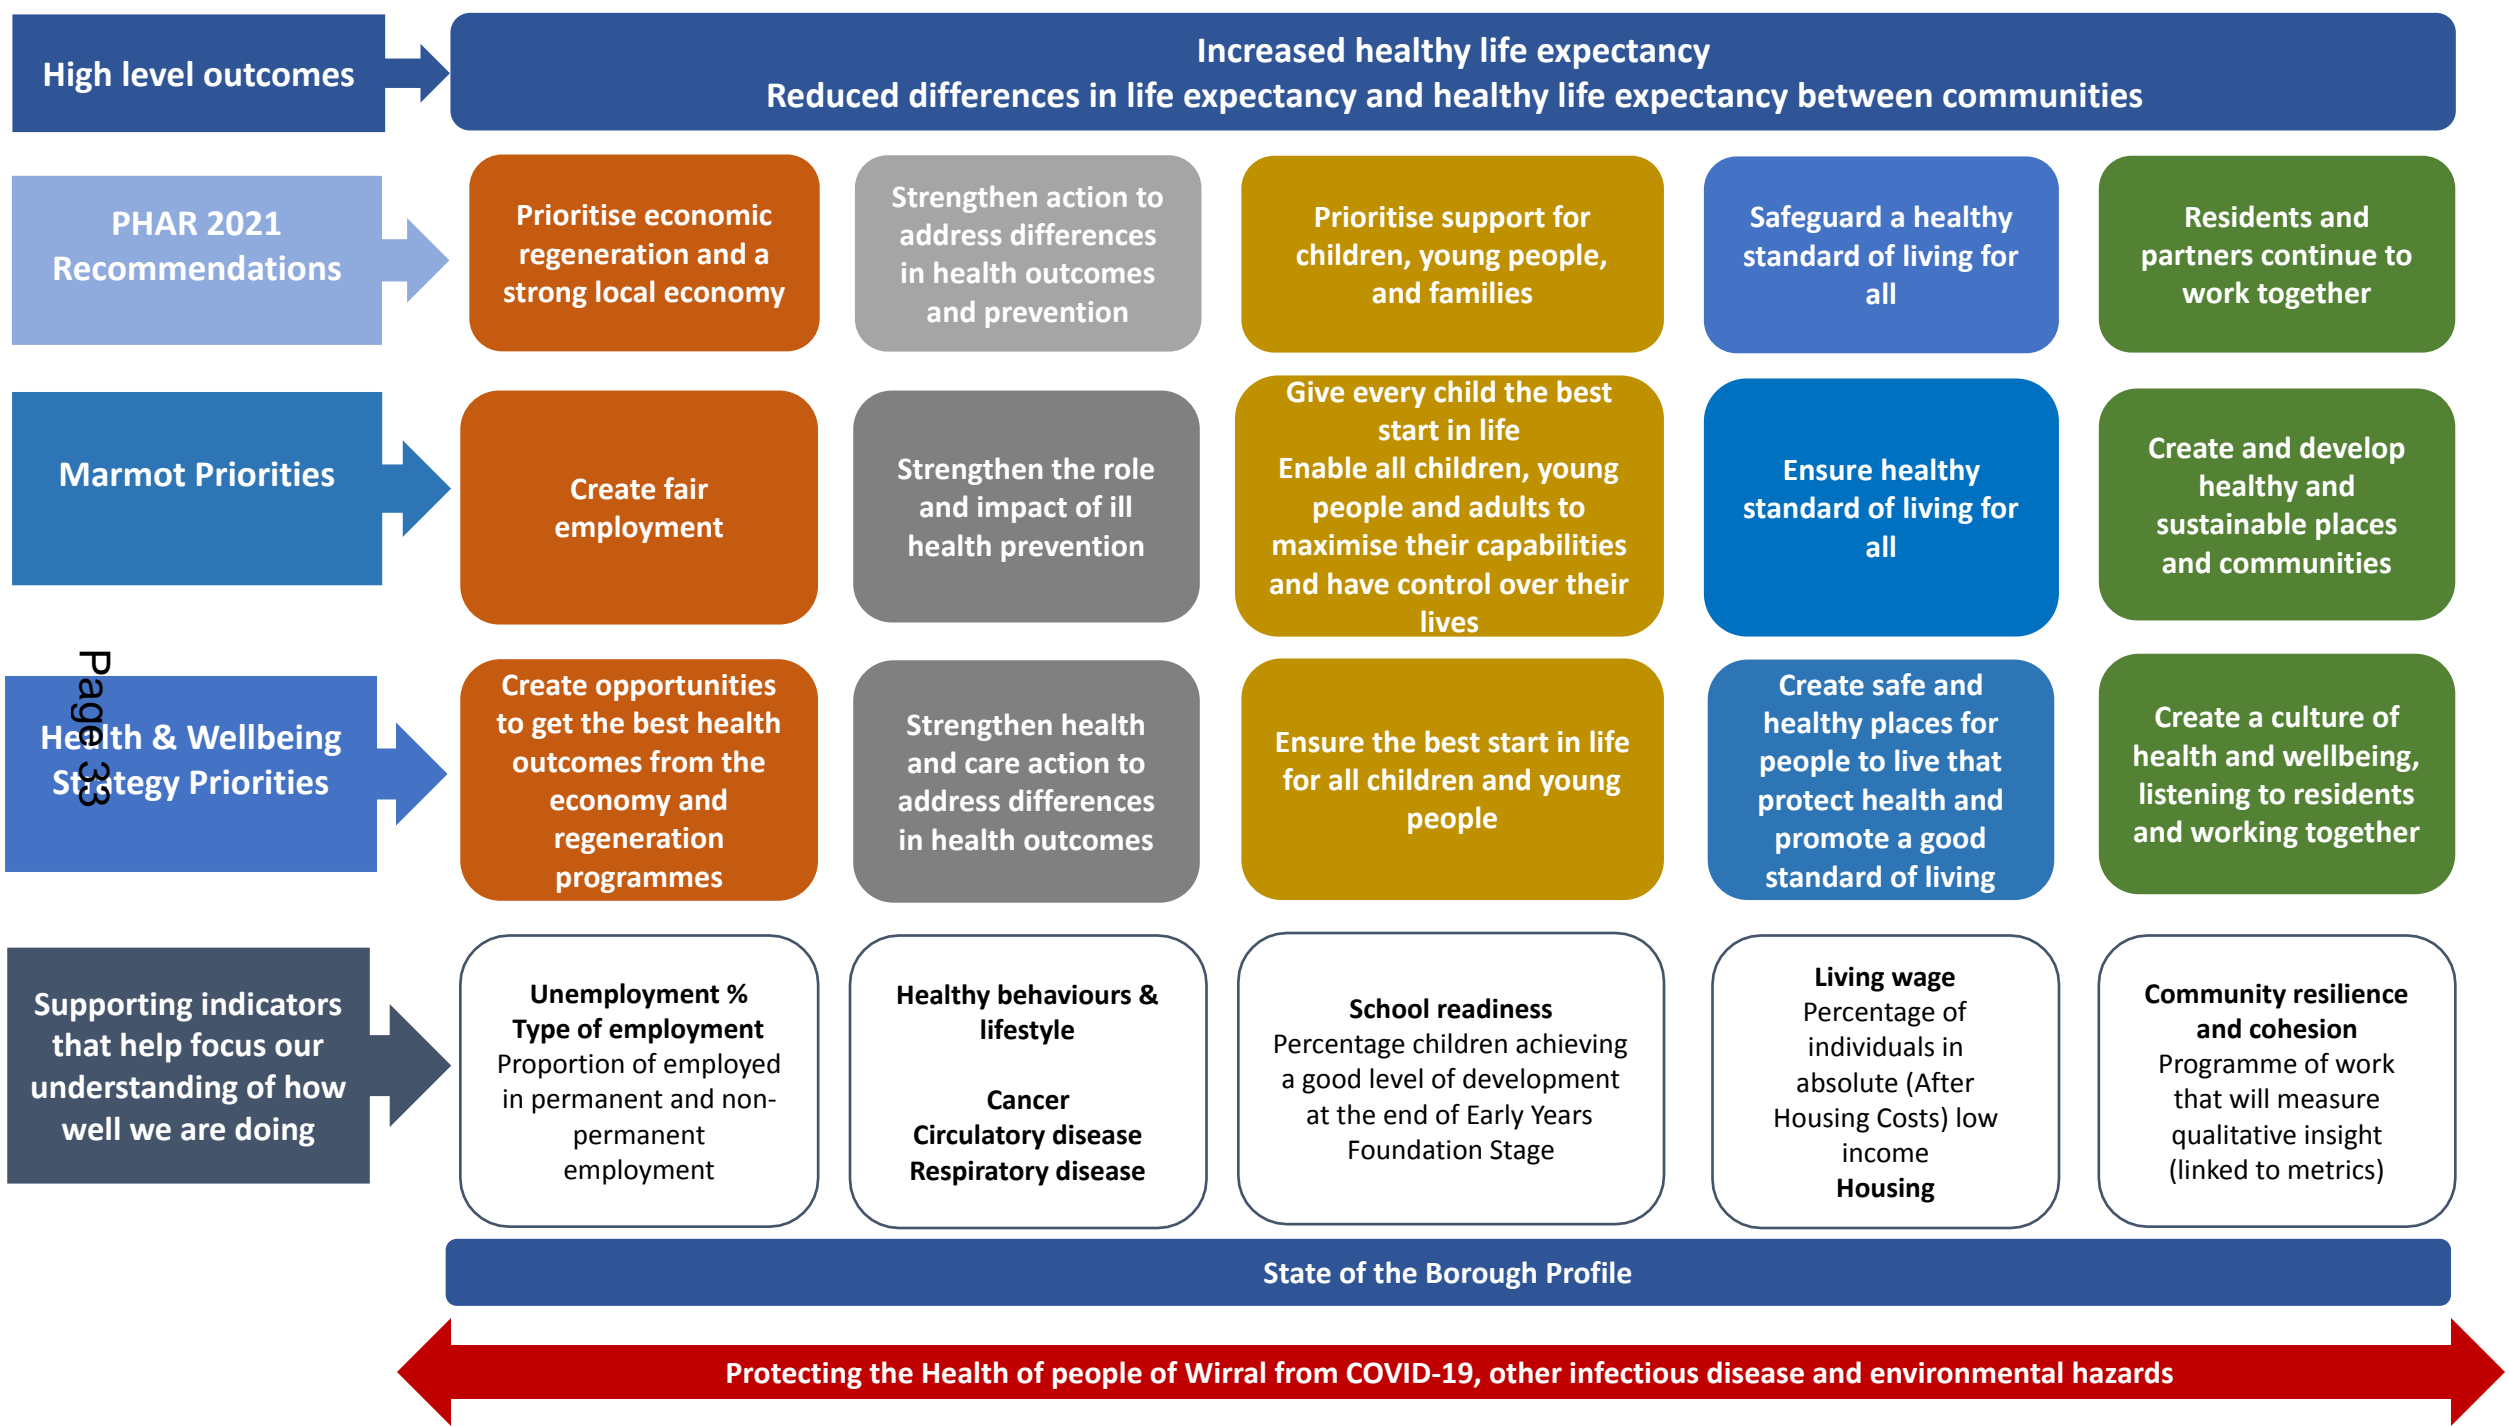 High level outcomes
Increased healthy life expectancy
Reduced differences in life expectancy and healthy life expectancy between communities
PHAR 2021
Recommendations
Prioritise economic
regeneration and a
strong local economy
Strengthen action to
address differences
in health outcomes
and prevention
Prioritise support for
children, young people,
and families
Safeguard a healthy
standard of living for
all
Residents and
partners continue to
work together
Marmot Priorities
Create fair
employment
Strengthen the role
and impact of ill
health prevention
Give every child the best
start in life
Enable all children, young
people and adults to
maximise their capabilities
and have control over their
lives
Ensure healthy
standard of living for
all
Create and develop
healthy and
sustainable places
and communities
Page 33
Health & Wellbeing
Strategy Priorities
Create opportunities
to get the best health
outcomes from the
economy and
regeneration
programmes
Strengthen health
and care action to
address differences
in health outcomes
Ensure the best start in life
for all children and young
people
Create safe and
healthy places for
people to live that
protect health and
promote a good
standard of living
Create a culture of
health and wellbeing,
listening to residents
and working together
Supporting indicators
that help focus our
understanding of how
well we are doing
Unemployment %
Type of employment
Proportion of employed
in permanent and non-
permanent
employment
Healthy behaviours &
lifestyle
Cancer
Circulatory disease
Respiratory disease
School readiness
Percentage children achieving
a good level of development
at the end of Early Years
Foundation Stage
Living wage
Percentage of
individuals in
absolute (After
Housing Costs) low
income
Housing
Community resilience
and cohesion
Programme of work
that will measure
qualitative insight
(linked to metrics)
State of the Borough Profile
Protecting the Health of people of Wirral from COVID-19, other infectious disease and environmental hazards